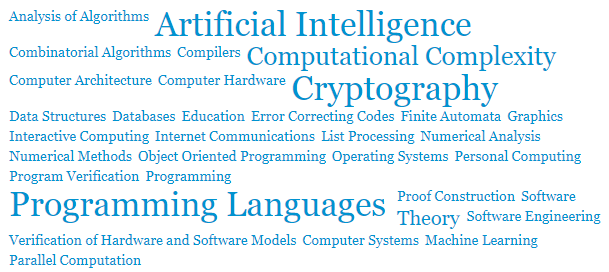 Analysis of Algorithms Artificial Intelligence
Combinatorial Algorithms Compilers Computational Complexity
Computer Architecture Computer Hardware Cryptography
Data Structures Databases Education Error Correcting Codes Finite Automata Graphics
Interactive Computing Internet Communications List Processing Numerical Analysis
Numerical Methods Object Oriented Programming Operating Systems Personal Computing
Program Verification Programming
Programming Languages Proof Construction Software
Theory Software Engineering
Verification of Hardware and Software Models Computer Systems Machine Learning
Parallel Computation